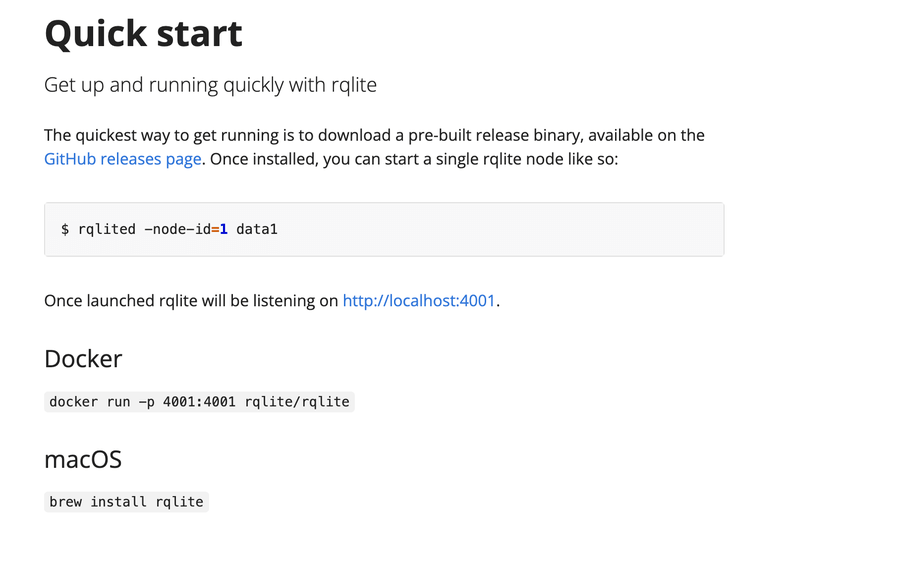 Quick start
Get up and running quickly with rqlite
The quickest way to get running is to download a pre-built release binary, available on the
GitHub releases page. Once installed, you can start a single rqlite node like so:
$ rqlited -node-id=1 data1
Once launched rqlite will be listening on http://localhost:4001.
Docker
docker run -p 4001:4001 rqlite/rqlite
macOS
brew install rqlite